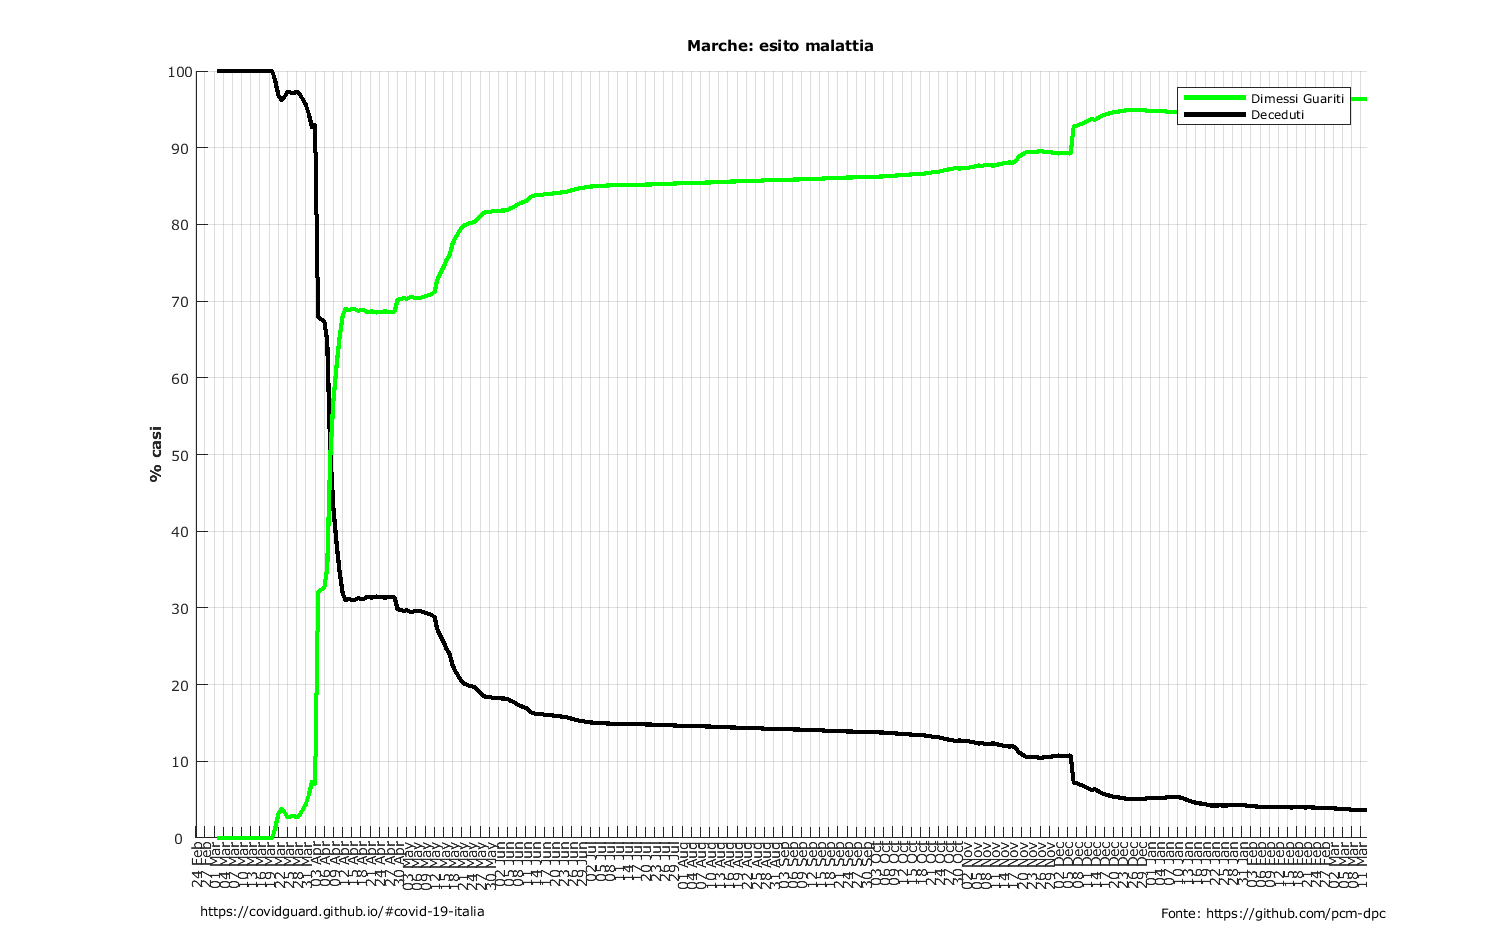 Marche: esito malattia
100
90
80
70
60
50
40
30
20
10
0
% casi
Dimessi Guariti
Deceduti
24 Feb
27 Feb
01 Mar
04 Mar
07 Mar
10 Mar
13 Mar
16 Mar
19 Mar
22 Mar
25 Mar
28 Mar
31 Mar
03 Apr
06 Apr
09 Apr
12 Apr
15 Apr
18 Apr
21 Apr
24 Apr
27 Apr
30 Apr
03 May
06 May
09 May
12 May
15 May
18 May
21 May
24 May
27 May
30 May
02 Jun
05 Jun
08 Jun
11 Jun
14 Jun
17 Jun
20 Jun
23 Jun
26 Jun
29 Jun
02 Jul
05 Jul
08 Jul
11 Jul
14 Jul
17 Jul
20 Jul
23 Jul
26 Jul
29 Jul
01 Aug
04 Aug
07 Aug
10 Aug
13 Aug
16 Aug
19 Aug
22 Aug
25 Aug
28 Aug
31 Aug
03 Sep
06 Sep
09 Sep
12 Sep
15 Sep
18 Sep
21 Sep
24 Sep
27 Sep
30 Sep
03 Oct
06 Oct
09 Oct
12 Oct
15 Oct
18 Oct
21 Oct
24 Oct
27 Oct
30 Oct
02 Nov
05 Nov
08 Nov
11 Nov
14 Nov
17 Nov
20 Nov
23 Nov
26 Nov
29 Nov
02 Dec
05 Dec
08 Dec
11 Dec
14 Dec
17 Dec
20 Dec
23 Dec
26 Dec
29 Dec
01 Jan
04 Jan
07 Jan
10 Jan
13 Jan
16 Jan
19 Jan
22 Jan
25 Jan
28 Jan
31 Jan
03 Feb
06 Feb
09 Feb
12 Feb
15 Feb
18 Feb
21 Feb
24 Feb
27 Feb
02 Mar
05 Mar
08 Mar
11 Mar
https://covidguard.github.io/#covid-19-italia
Fonte: https://github.com/pcm-dpc